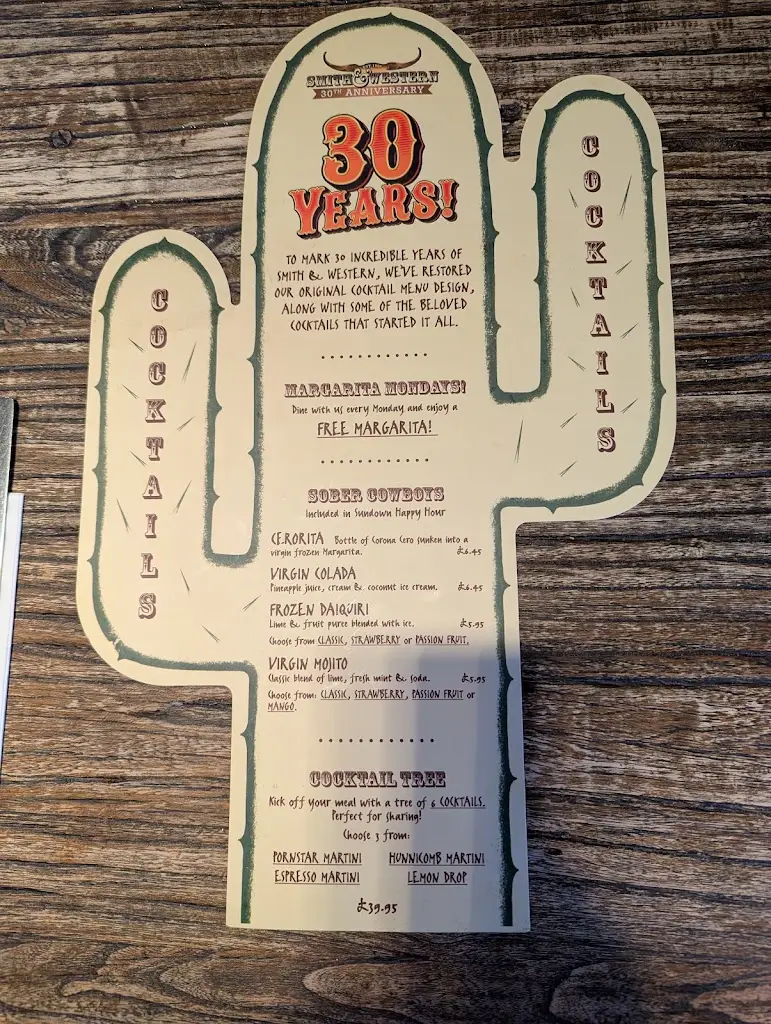 SMITH & WESTERN
30TH ANNIVERSARY
30
YEARS!
TO MARK 30 INCREDIBLE YEARS OF
SMITH & WESTERN, WE'VE RESTORED
OUR ORIGINAL COCKTAIL MENU DESIGN,
ALONG WITH SOME OF THE BELOVED
COCKTAILS THAT STARTED IT ALL.
MARGARITA MONDAYS!
Dine with us every Monday and enjoy a
FREE MARGARITA!
SOBER COWBOYS
Included in Sundown Happy Hour
CERORITA Bottle of Corona Cero sunken into a
virgin frozen Margarita. £6.45
VIRGIN COLADA
Pineapple juice, cream & coconut ice cream. £6.45
FROZEN DAIQUIRI
Lime & fruit puree blended with ice. £5.95
Choose from CLASSIC, STRAWBERRY or PASSION FRUIT.
VIRGIN MOJITO
Classic blend of lime, fresh mint & soda. £5.95
Choose from: CLASSIC, STRAWBERRY, PASSION FRUIT or
MANGO.
COCKTAIL TREE
Kick off your meal with a tree of 6 COCKTAILS.
Perfect for sharing!
Choose 3 from:
PORNSTAR MARTINI HUNNICOMB MARTINI
ESPRESSO MARTINI LEMON DROP
£39.95
COCKTAILS
COCKTAILS